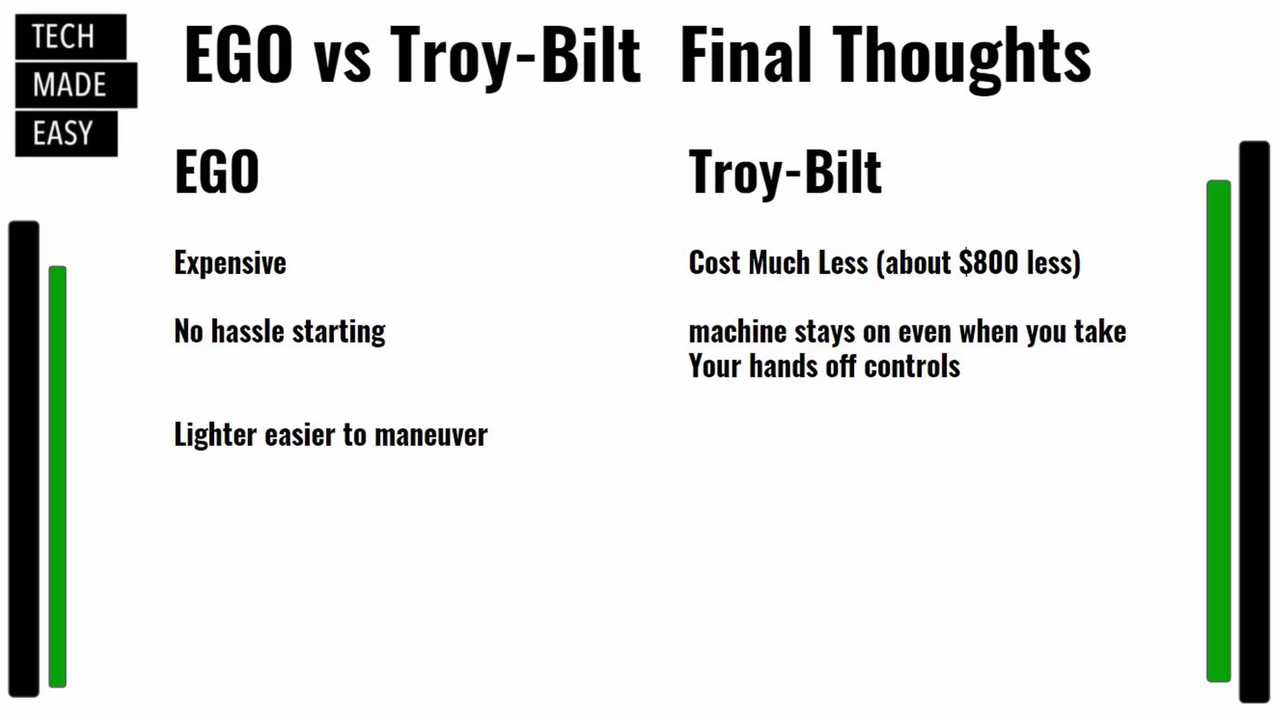 TECH
MADE
EASY
EGO vs Troy-Bilt Final Thoughts
EGO
Expensive
No hassle starting
Lighter easier to maneuver
Troy-Bilt
Cost Much Less (about $800 less)
machine stays on even when you take
Your hands off controls